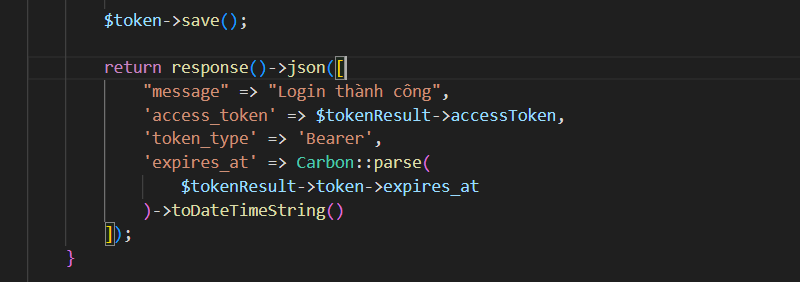 $token->save();
return response()->json([
"message" => "Login thành công",
'access_token' => $tokenResult->accessToken,
'token_type' => 'Bearer',
'expires_at' => Carbon::parse(
$tokenResult->token->expires_at
)->toDateTimeString()
]);
}